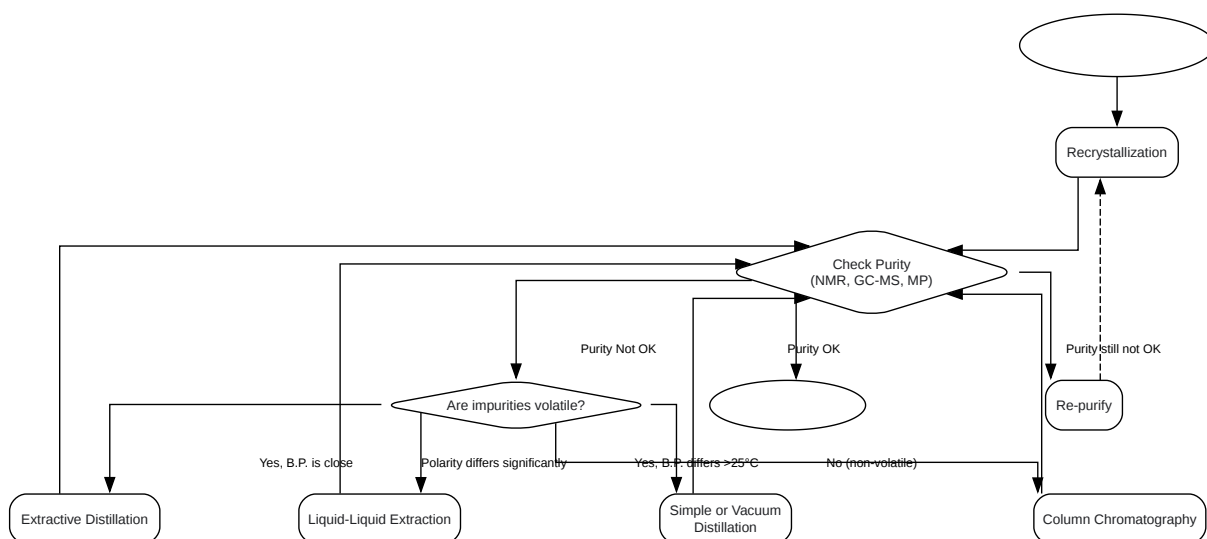 Recrystallization
Check Purity
(NMR, GC-MS, MP)
Purity Not OK
Purity OK
Purity still not OK
Are impurities volatile?
Re-purify
Yes, B.P. is close
Polarity differs significantly
Yes, B.P. differs >25°C
No (non-volatile)
Extractive Distillation
Liquid-Liquid Extraction
Simple or Vacuum
Distillation
Column Chromatography